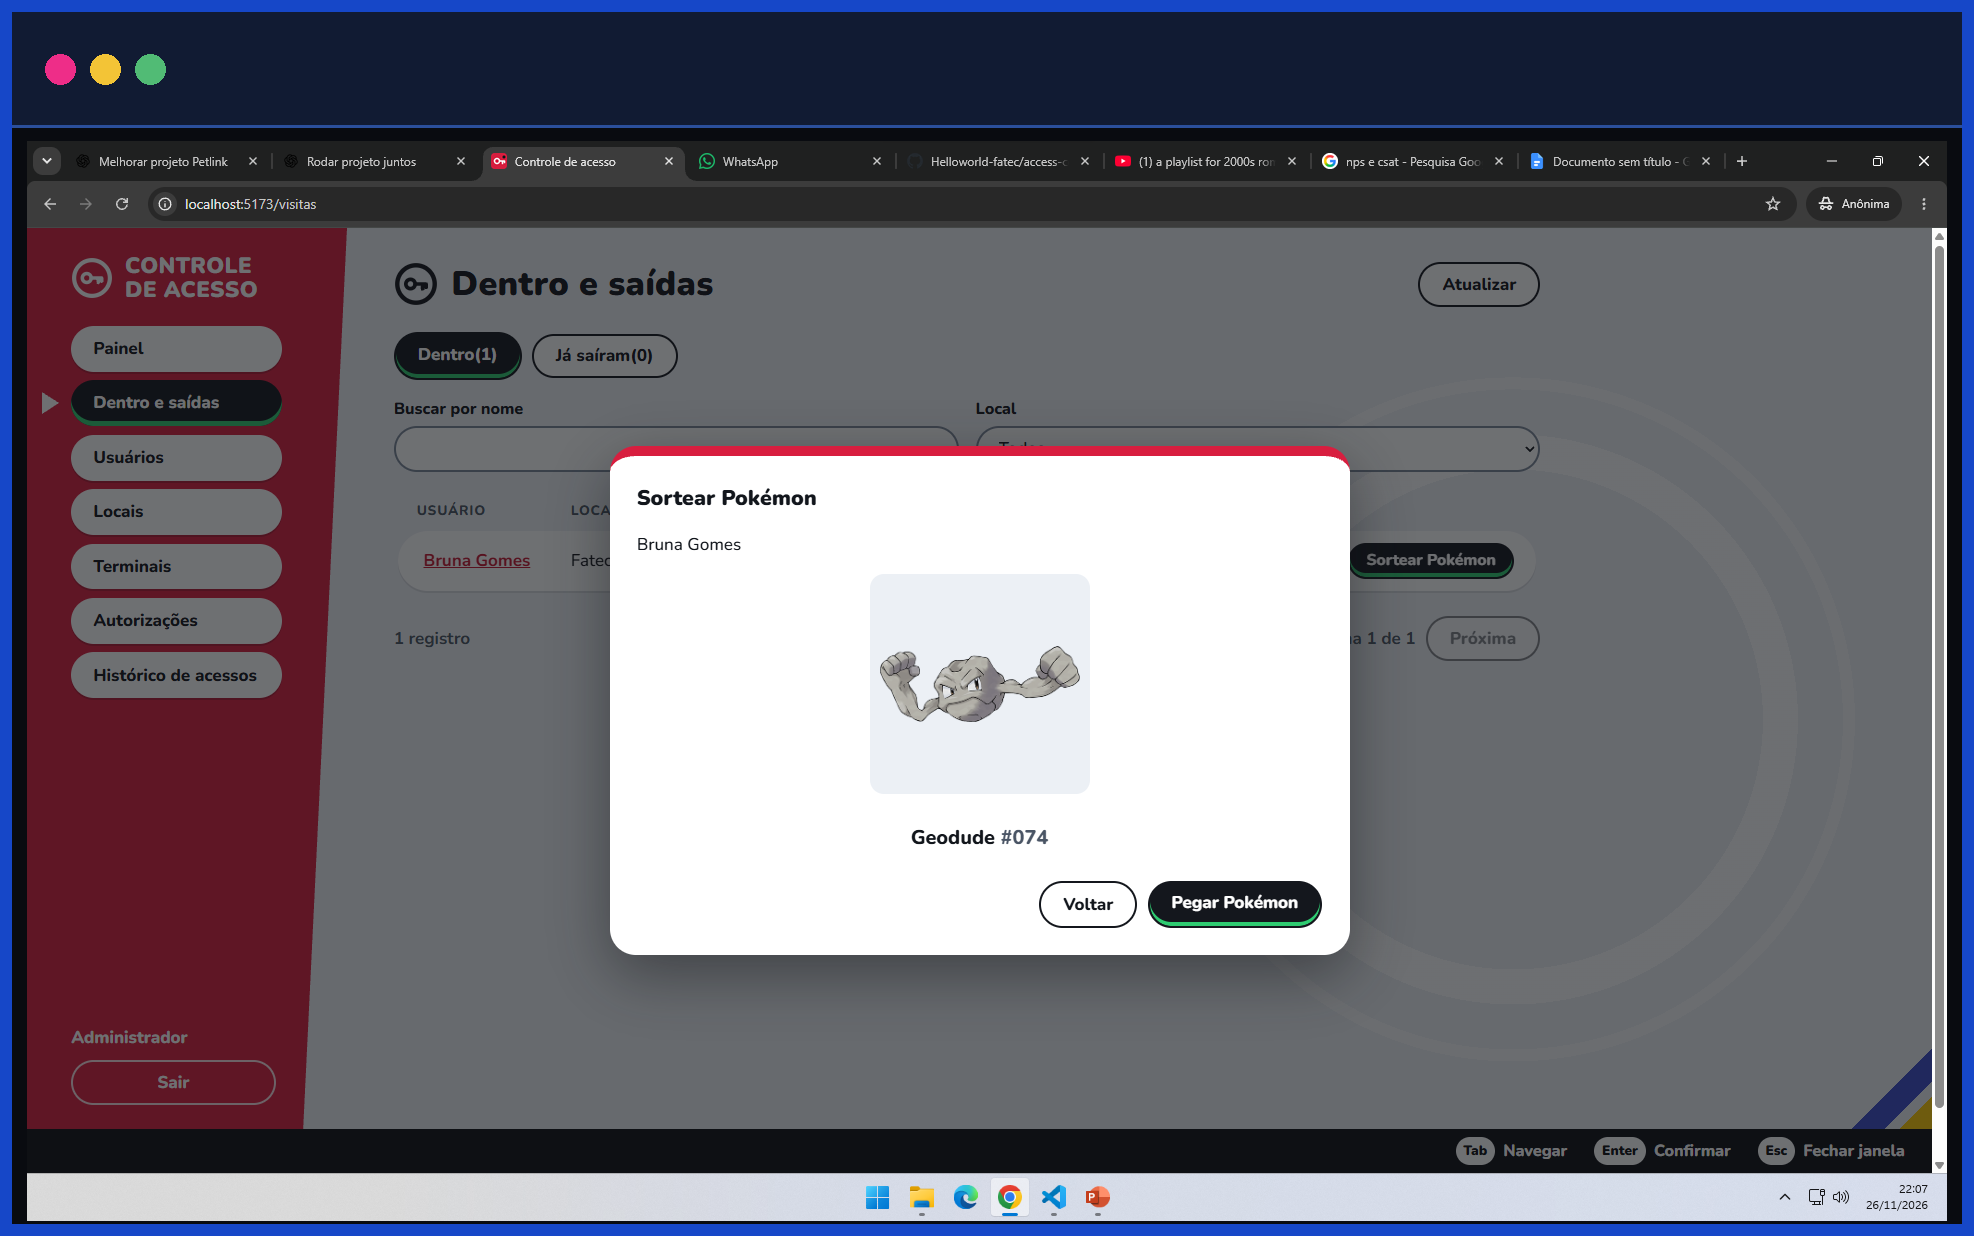 Melhorar projeto Petlink
Rodar projeto juntos
Controle de acesso
WhatsApp
Helloworld-fatec/access-c
(1) a playlist for 2000s ron
nps e csat - Pesquisa Goo
Documento sem título - G
localhost:5173/visitas
Anônima
CONTROLE
DE ACESSO
Painel
Dentro e saídas
Usuários
Locais
Terminais
Autorizações
Histórico de acessos
Administrador
Sair
Dentro e saídas
Atualizar
Dentro(1)
Já saíram(0)
Buscar por nome
Local
USUÁRIO
LOCA
Bruna Gomes
Fatec
Sortear Pokémon
1 registro
na 1 de 1
Próxima
Sortear Pokémon
Bruna Gomes
Geodude #074
Voltar
Pegar Pokémon
Tab Navegar
Enter Confirmar
Esc Fechar janela
22:07
26/11/2026